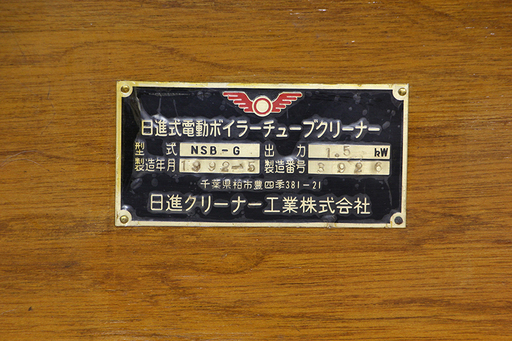 日進式電動ボイラーチューブクリーナー
型式 NSB-G 出力 1.5 kW
製造年月 1992-5 製造番号 8926
千葉県柏市豊四季381-21
日進クリーナー工業株式会社